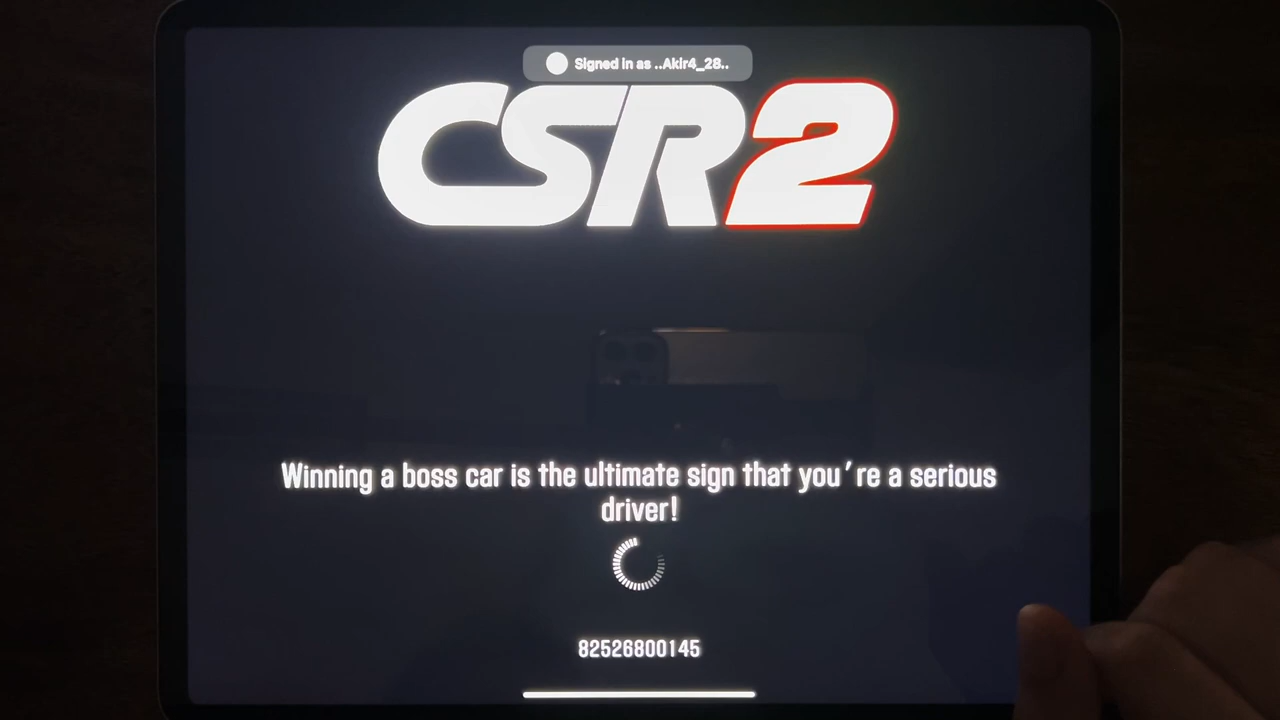 Signed in as ..Akir4_28..
CSR2
Winning a boss car is the ultimate sign that you're a serious
driver!
82526800145